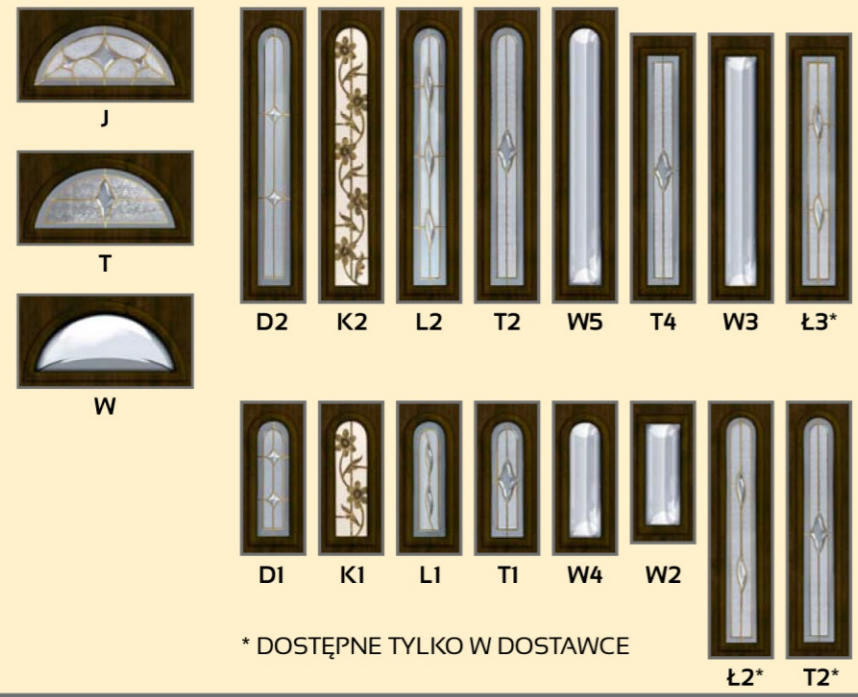 J
T
W
D2 K2 L2 T2 W5 T4 W3 Ł3*
D1 K1 L1 T1 W4 W2
* DOSTĘPNE TYLKO W DOSTAWCE
Ł2* T2*